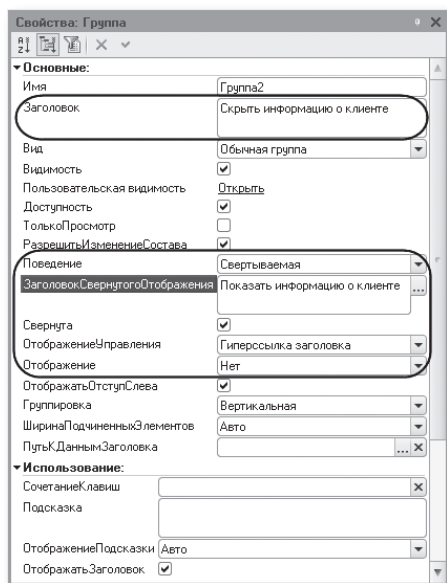 Свойства: Группа
Основные:
Имя Группа2
Заголовок Скрыть информацию о клиенте
Вид Обычная группа
Видимость
Пользовательская видимость Открыть
Доступность
ТолькоПросмотр
РазрешитьИзменениеСостава
Поведение Свертываемая
ЗаголовокСвернутогоОтображения Показать информацию о клиенте ...
Свернута
ОтображениеУправления Гиперссылка заголовка
Отображение Нет
ОтображатьОтступСлева
Группировка Вертикальная
ШиринаПодчиненныхЭлементов Авто
ПутьКДаннымЗаголовка ...
Использование:
СочетаниеКлавиш
Подсказка
ОтображениеПодсказки Авто
ОтображатьЗаголовок